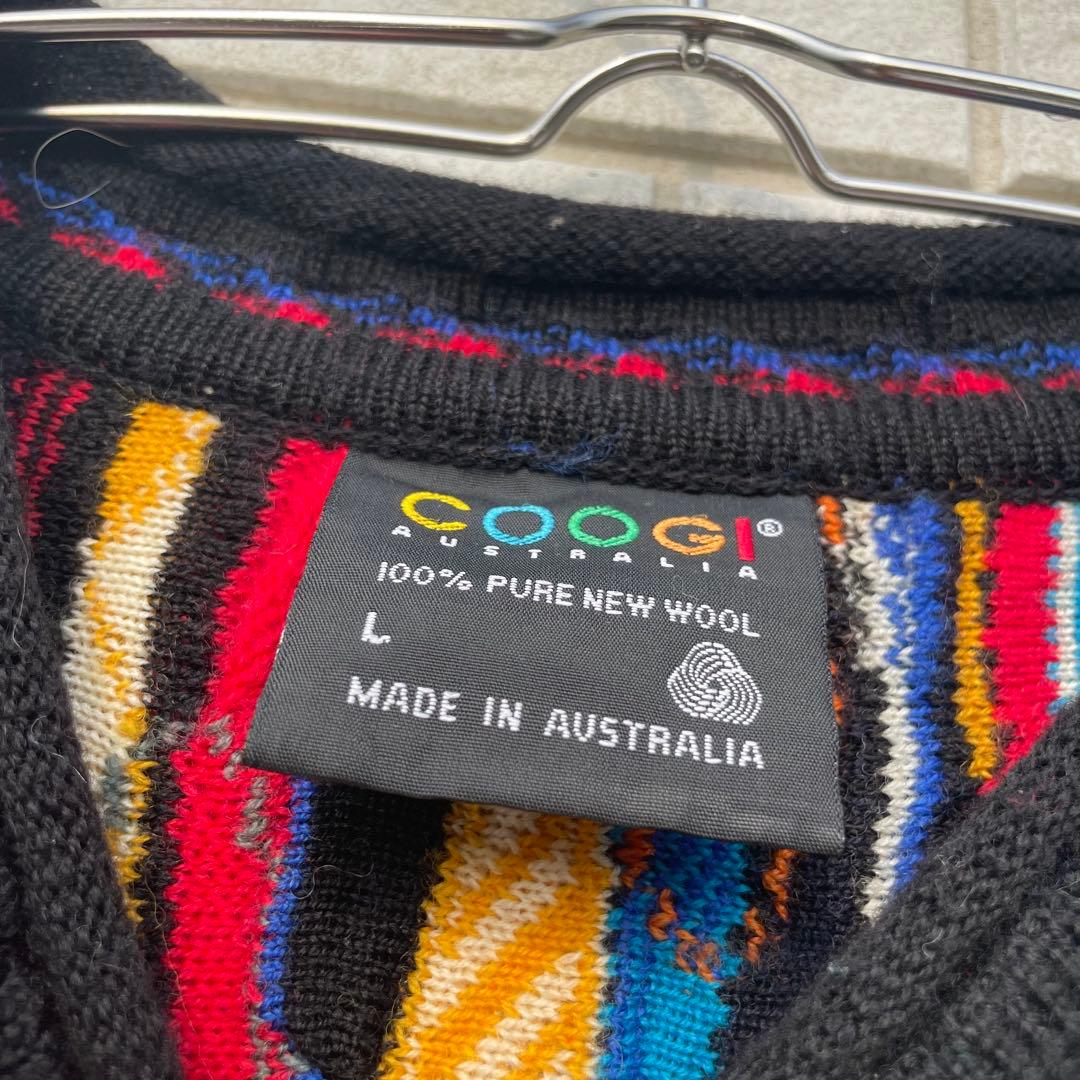 COOGI®
AUSTRALIA
100% PURE NEW WOOL
L
MADE IN AUSTRALIA